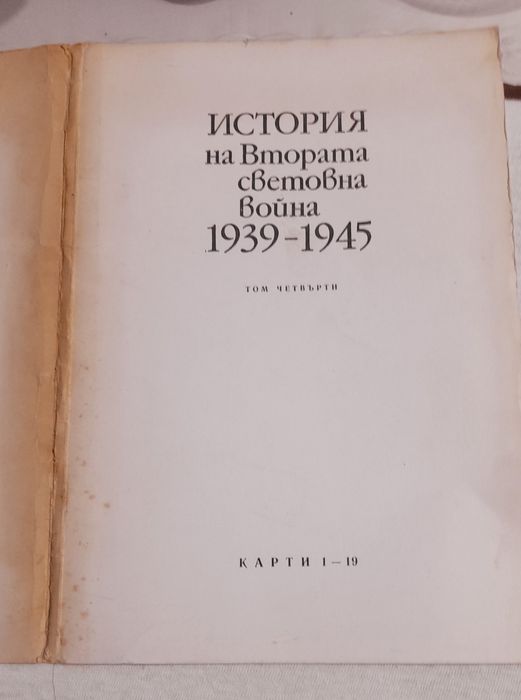 ИСТОРИЯ
на Втората
световна
война
1939-1945
ТОМ ЧЕТВЪРТИ
КАРТИ 1-19